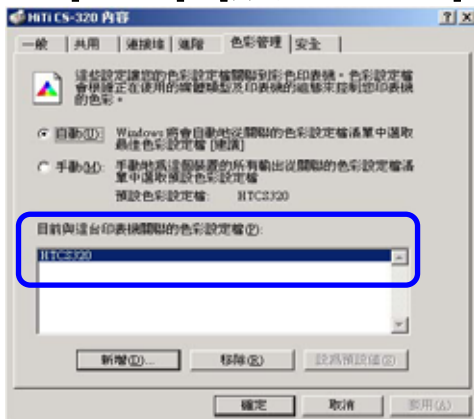 HiTi CS-320 內容
一般 共用 連接埠 進階 色彩管理 安全
這些設定讓您的色彩設定檔關聯到彩色印表機。色彩設定檔
會根據正在使用的媒體類型及印表機的組態來控制您印表機
的色彩。
自動(U): Windows 將會自動地從關聯的色彩設定檔清單中選取
最佳色彩設定檔 [建議]
手動(M): 手動地為這個裝置的所有輸出從關聯的色彩設定檔清
單中選取預設色彩設定檔
預設色彩設定檔: HTCS320
目前與這台印表機關聯的色彩設定檔(P):
HTCS320
新增(D)... 移除(R) 設為預設值(S)
確定 取消 套用(A)